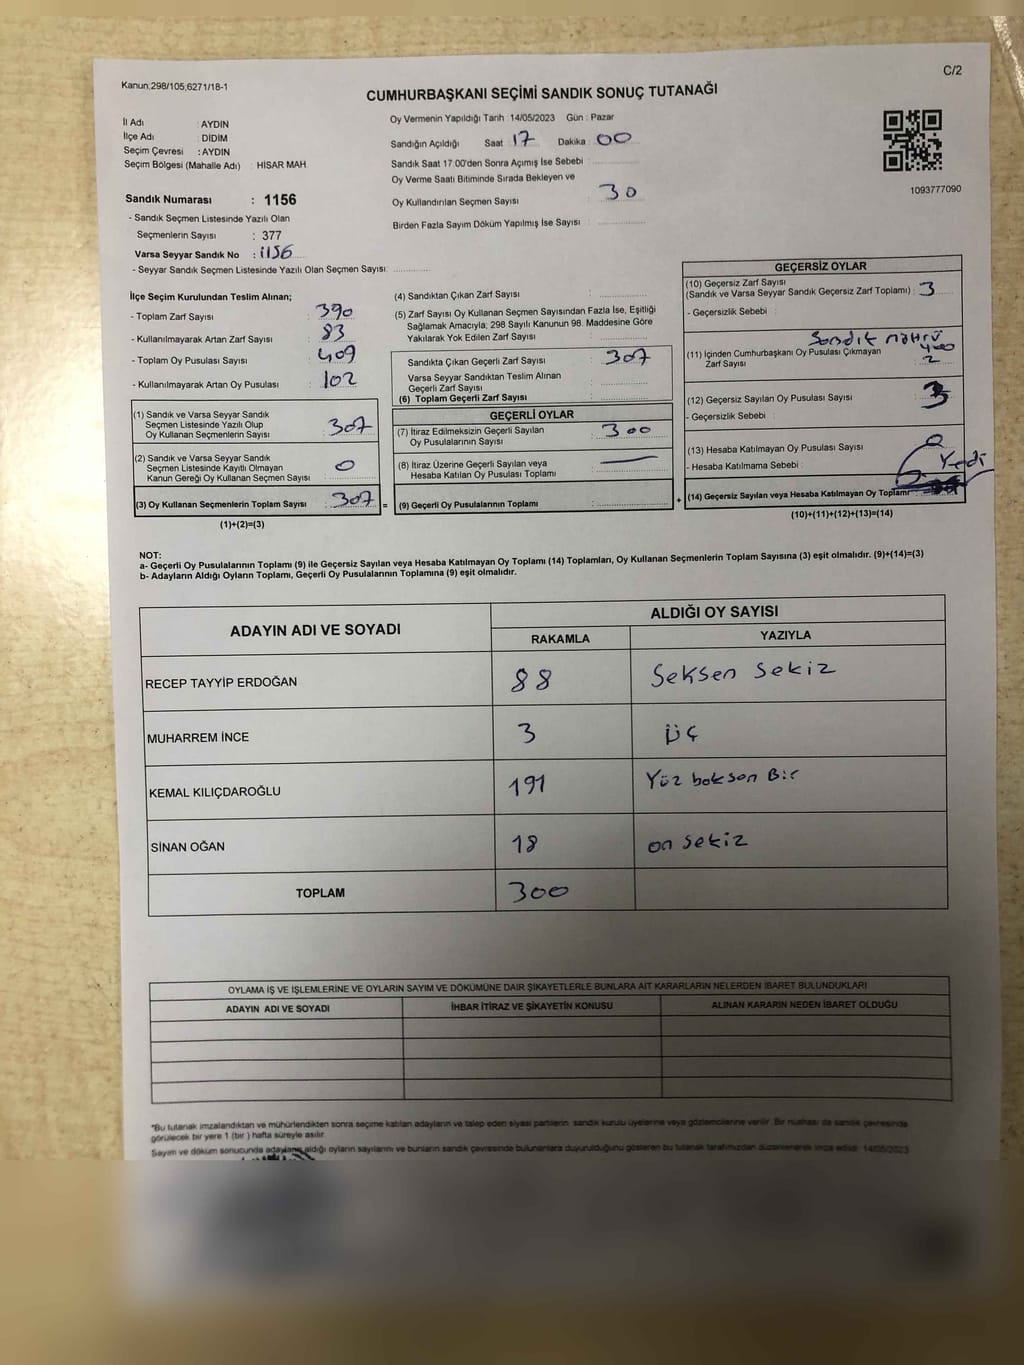 C/2
Kanun:298/105;6271/18-1
CUMHURBAŞKANI SEÇİMİ SANDIK SONUÇ TUTANAĞI
İl Adı : AYDIN
İlçe Adı : DİDİM
Seçim Çevresi : AYDIN
Seçim Bölgesi (Mahalle Adı) : HİSAR MAH.
Sandık Numarası : 1156
- Sandık Seçmen Listesinde Yazılı Olan
Seçmenlerin Sayısı : 377
Varsa Seyyar Sandık No : 1156
- Seyyar Sandık Seçmen Listesinde Yazılı Olan Seçmen Sayısı:
Oy Vermenin Yapıldığı Tarih :14/05/2023 Gün : Pazar
Sandığın Açıldığı Saat : 17 Dakika : 00
Sandık Saat 17.00'den Sonra Açımış İse Sebebi :
Oy Verme Saati Bitiminde Sırada Bekleyen ve
Oy Kullandırılan Seçmen Sayısı : 30
Birden Fazla Sayım Döküm Yapılmış İse Sayısı :
1093777090
İlçe Seçim Kurulundan Teslim Alınan;
- Toplam Zarf Sayısı : 390
- Kullanılmayarak Artan Zarf Sayısı : 83
- Toplam Oy Pusulası Sayısı : 409
- Kullanılmayarak Artan Oy Pusulası : 102
(1) Sandık ve Varsa Seyyar Sandık
Seçmen Listesinde Yazılı Olup
Oy Kullanan Seçmenlerin Sayısı : 307
(2) Sandık ve Varsa Seyyar Sandık
Seçmen Listesinde Kayıtlı Olmayan
Kanun Gereği Oy Kullanan Seçmen Sayısı : 0
(3) Oy Kullanan Seçmenlerin Toplam Sayısı : 307 =
(1)+(2)=(3)
(4) Sandıktan Çıkan Zarf Sayısı :
(5) Zarf Sayısı Oy Kullanan Seçmen Sayısından Fazla İse, Eşitliği
Sağlamak Amacıyla; 298 Sayılı Kanunun 98. Maddesine Göre
Yakılarak Yok Edilen Zarf Sayısı :
Sandıkta Çıkan Geçerli Zarf Sayısı : 307
Varsa Seyyar Sandıktan Teslim Alınan
Geçerli Zarf Sayısı :
(6) Toplam Geçerli Zarf Sayısı :
GEÇERLİ OYLAR
(7) İtiraz Edilmeksizin Geçerli Sayılan
Oy Pusulalarının Sayısı : 300
(8) İtiraz Üzerine Geçerli Sayılan veya
Hesaba Katılan Oy Pusulası Toplamı :
(9) Geçerli Oy Pusulalarının Toplamı : +
GEÇERSİZ OYLAR
(10) Geçersiz Zarf Sayısı
(Sandık ve Varsa Seyyar Sandık Geçersiz Zarf Toplamı) : 3
- Geçersizlik Sebebi :
Sandık
(11) İçinden Cumhurbaşkanı Oy Pusulası Çıkmayan
Zarf Sayısı : 2
(12) Geçersiz Sayılan Oy Pusulası Sayısı :
- Geçersizlik Sebebi :
(13) Hesaba Katılmayan Oy Pusulası Sayısı :
- Hesaba Katılmama Sebebi : Yedi
(14) Geçersiz Sayılan veya Hesaba Katılmayan Oy Toplamı
(10)+(11)+(12)+(13)=(14)
NOT:
a- Geçerli Oy Pusulalarının Toplamı (9) ile Geçersiz Sayılan veya Hesaba Katılmayan Oy Toplamı (14) Toplamları, Oy Kullanan Seçmenlerin Toplam Sayısına (3) eşit olmalıdır. (9)+(14)=(3)
b- Adayların Aldığı Oyların Toplamı, Geçerli Oy Pusulalarının Toplamına (9) eşit olmalıdır.
ADAYIN ADI VE SOYADI ALDIĞI OY SAYISI
RAKAMLA YAZIYLA
RECEP TAYYİP ERDOĞAN 88 Seksen Sekiz
MUHARREM İNCE 3 Üç
KEMAL KILIÇDAROĞLU 191 Yüz Doksan Bir
SİNAN OĞAN 18 on sekiz
TOPLAM 300
OYLAMA İŞ VE İŞLEMLERİNE VE OYLARIN SAYIM VE DÖKÜMÜNE DAİR ŞİKAYETLERLE BUNLARA AİT KARARLARIN NELERDEN İBARET BULUNDUKLARI
ADAYIN ADI VE SOYADI İHBAR İTİRAZ VE ŞİKAYETİN KONUSU ALINAN KARARIN NEDEN İBARET OLDUĞU
*Bu tutanak imzalandıktan ve mühürlendikten sonra seçime katılan adayların ve talep eden siyasi partilerin sandık kurulu üyelerine veya gözlemcilerine verilir. Bir nüshası da sandık çevresinde
görülecek bir yere 1 (bir ) hafta süreyle asılır.
Sayım ve döküm sonucunda adayların aldığı oyların sayılarını ve bunların sandık çevresinde bulunanlara duyurulduğunu gösteren bu tutanak tarafımızdan düzenlenerek imza edildi. 14/05/2023